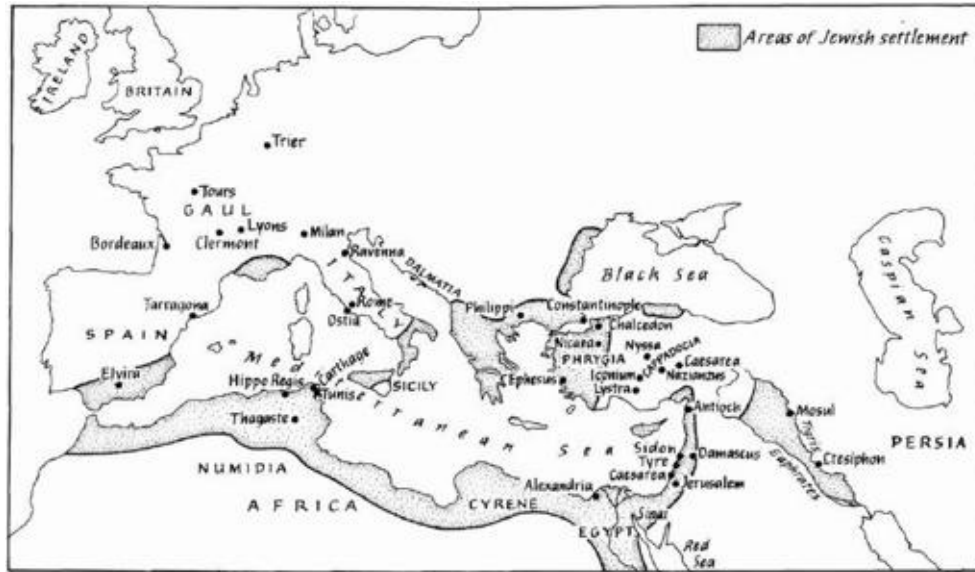 Areas of Jewish settlement
IRELAND
BRITAIN
Trier
Tours
GAUL
Lyons
Clermont
Milan
Bordeaux
Ravenna
ITALY
DALMATIA
Black Sea
Caspian Sea
Tarragona
Rome
Ostia
Philippi
Constantinople
Chalcedon
SPAIN
Nicaea
PHRYGIA
Nyssa
CAPPADOCIA
Caesarea
Nazianzus
Elvira
Mediterranean Sea
Carthage
Hippo Regis
Tunis
SICILY
Ephesus
Iconium
Lystra
Thagaste
Antioch
Mosul
Tigris
PERSIA
Sidon
Tyre
Damascus
Ctesiphon
Euphrates
NUMIDIA
Caesarea
Jerusalem
Alexandria
CYRENE
AFRICA
Sinai
EGYPT
Red
Sea